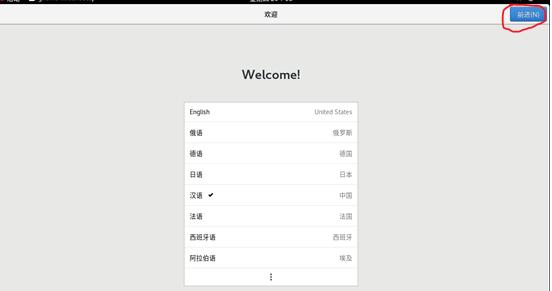 欢迎
前进(N)
Welcome!
English United States
俄语 俄罗斯
德语 德国
日语 日本
汉语 ✔ 中国
法语 法国
西班牙语 西班牙
阿拉伯语 埃及